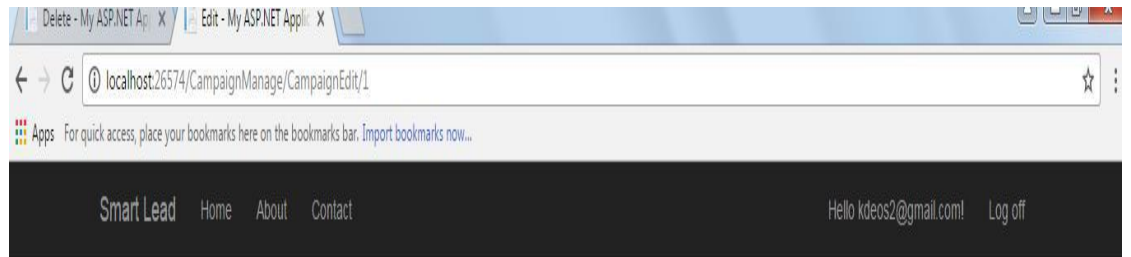 Delete - My ASP.NET Ap
Edit - My ASP.NET Applic
localhost:26574/CampaignManage/CampaignEdit/1
Apps For quick access, place your bookmarks here on the bookmarks bar. Import bookmarks now...
Smart Lead Home About Contact Hello kdeos2@gmail.com! Log off